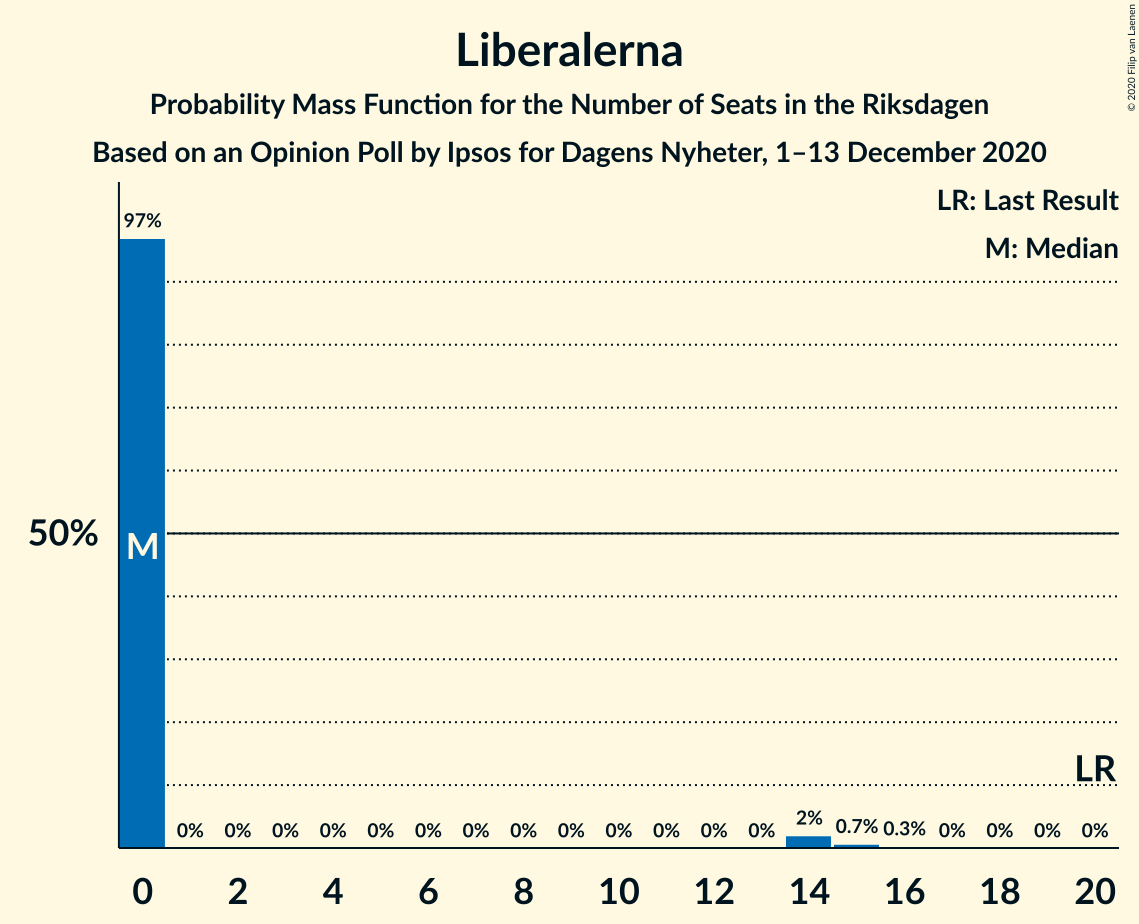 © 2020 Filip van Laenen
Liberalerna
Probability Mass Function for the Number of Seats in the Riksdagen
Based on an Opinion Poll by Ipsos for Dagens Nyheter, 1–13 December 2020
LR: Last Result
M: Median
97%
50%
M
LR
0% 0% 0% 0% 0% 0% 0% 0% 0% 0% 0% 0% 0% 2% 0.7% 0.3% 0% 0% 0% 0%
0 2 4 6 8 10 12 14 16 18 20